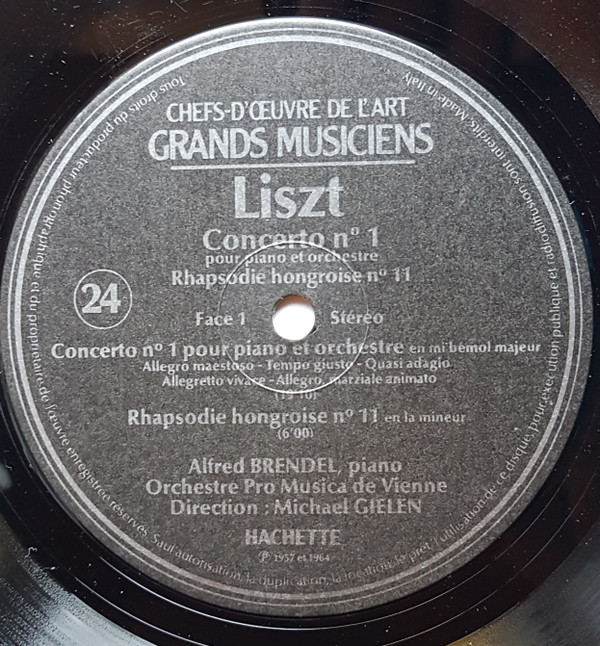 CHEFS-D'ŒUVRE DE L'ART
GRANDS MUSICIENS
Liszt
Concerto nº 1
pour piano et orchestre
Rhapsodie hongroise nº 11
24
Face 1 Stéréo
Concerto nº 1 pour piano et orchestre en mi bémol majeur
Allegro maestoso - Tempo giusto - Quasi adagio
Allegretto vivace - Allegro, marziale animato
Rhapsodie hongroise nº 11 en la mineur
(6'00)
Alfred BRENDEL, piano
Orchestre Pro Musica de Vienne
Direction : Michael GIELEN
HACHETTE
℗ 1957 et 1964
Tous droits du producteur phonographique et du propriétaire de l'œuvre enregistrée réservés. Sauf autorisation, la duplication, la location, le prêt, l'utilisation de ce disque pour exécution publique et radiodiffusion sont interdits. Made in Italy